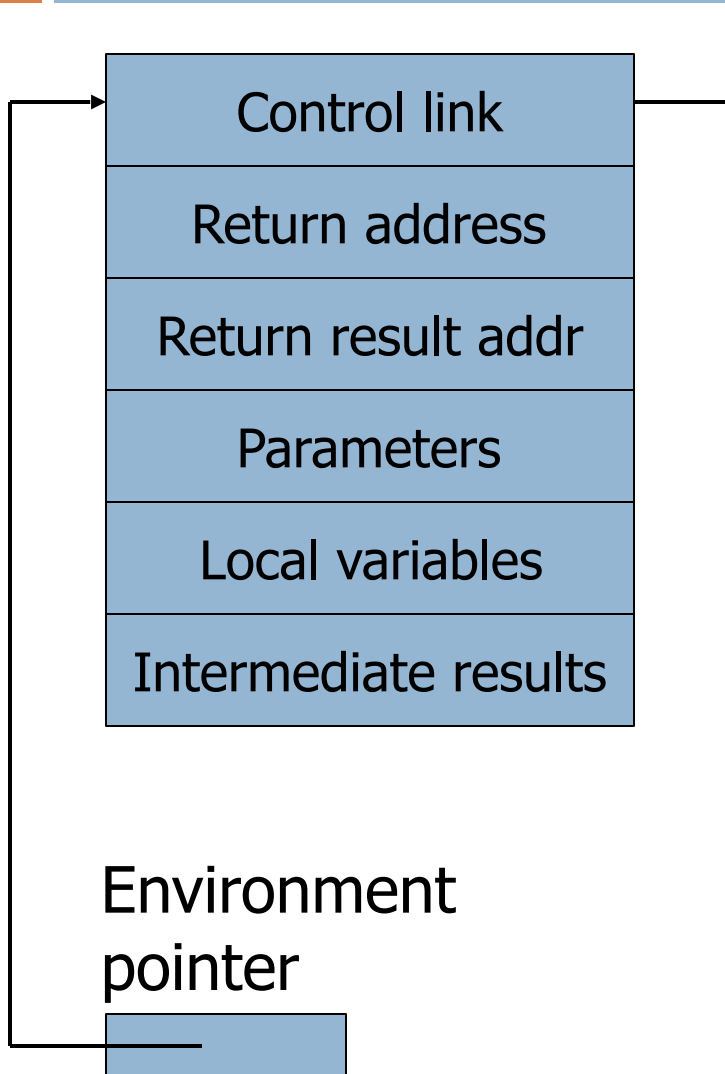 Control link
Return address
Return result addr
Parameters
Local variables
Intermediate results
Environment
pointer